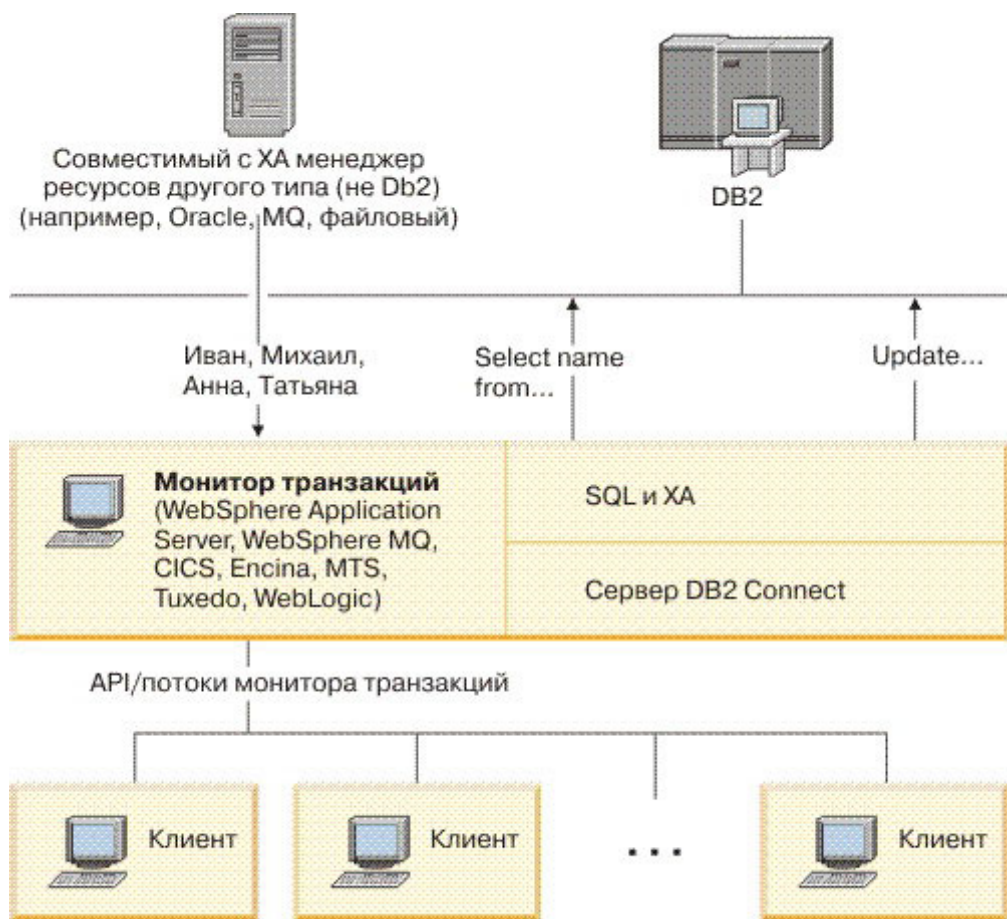 Совместимый с XA менеджер
ресурсов другого типа (не Db2)
(например, Oracle, MQ, файловый)
DB2
Иван, Михаил,
Анна, Татьяна
Select name
from...
Update...
Монитор транзакций
(WebSphere Application
Server, WebSphere MQ,
CICS, Encina, MTS,
Tuxedo, WebLogic)
SQL и XA
Сервер DB2 Connect
API/потоки монитора транзакций
Клиент
Клиент
...
Клиент